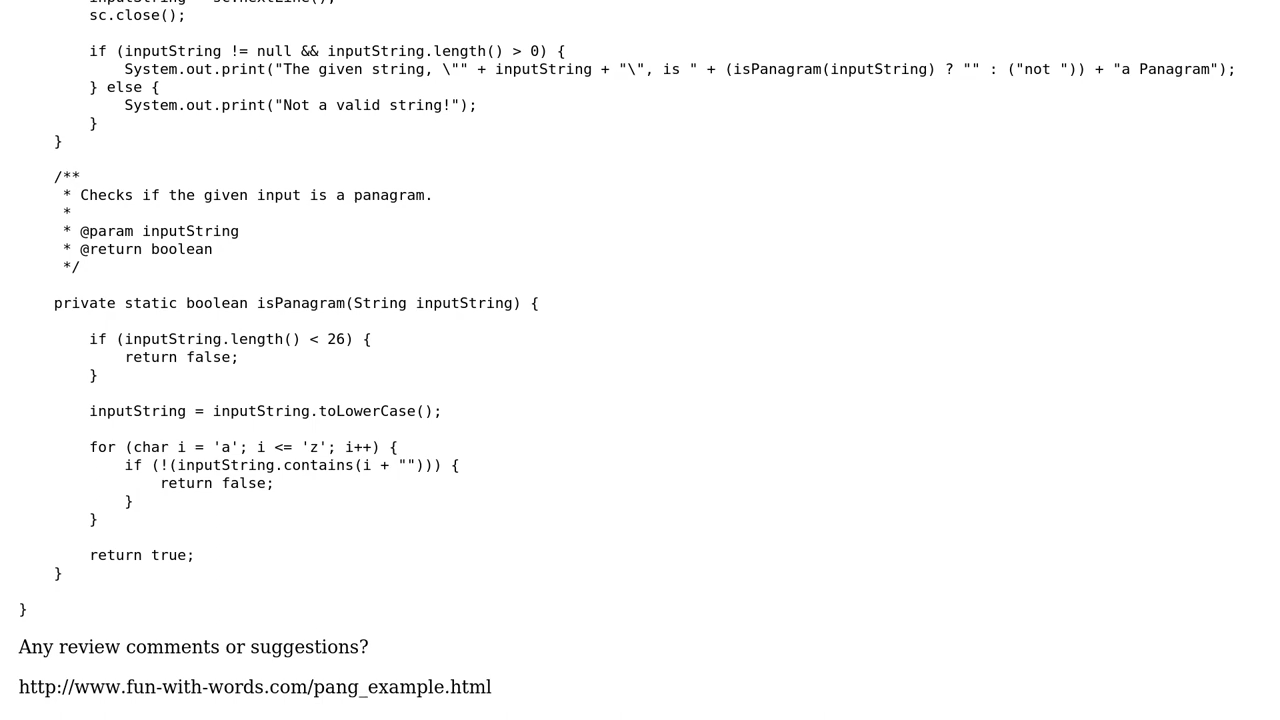 sc.close();
if (inputString != null && inputString.length() > 0) {
System.out.print("The given string, \"" + inputString + "\", is " + (isPanagram(inputString) ? "" : ("not ")) + "a Panagram");
} else {
System.out.print("Not a valid string!");
}
}
/**
* Checks if the given input is a panagram.
*
* @param inputString
* @return boolean
*/
private static boolean isPanagram(String inputString) {
if (inputString.length() < 26) {
return false;
}
inputString = inputString.toLowerCase();
for (char i = 'a'; i <= 'z'; i++) {
if (!(inputString.contains(i + ""))) {
return false;
}
}
return true;
}
}
Any review comments or suggestions?
http://www.fun-with-words.com/pang_example.html